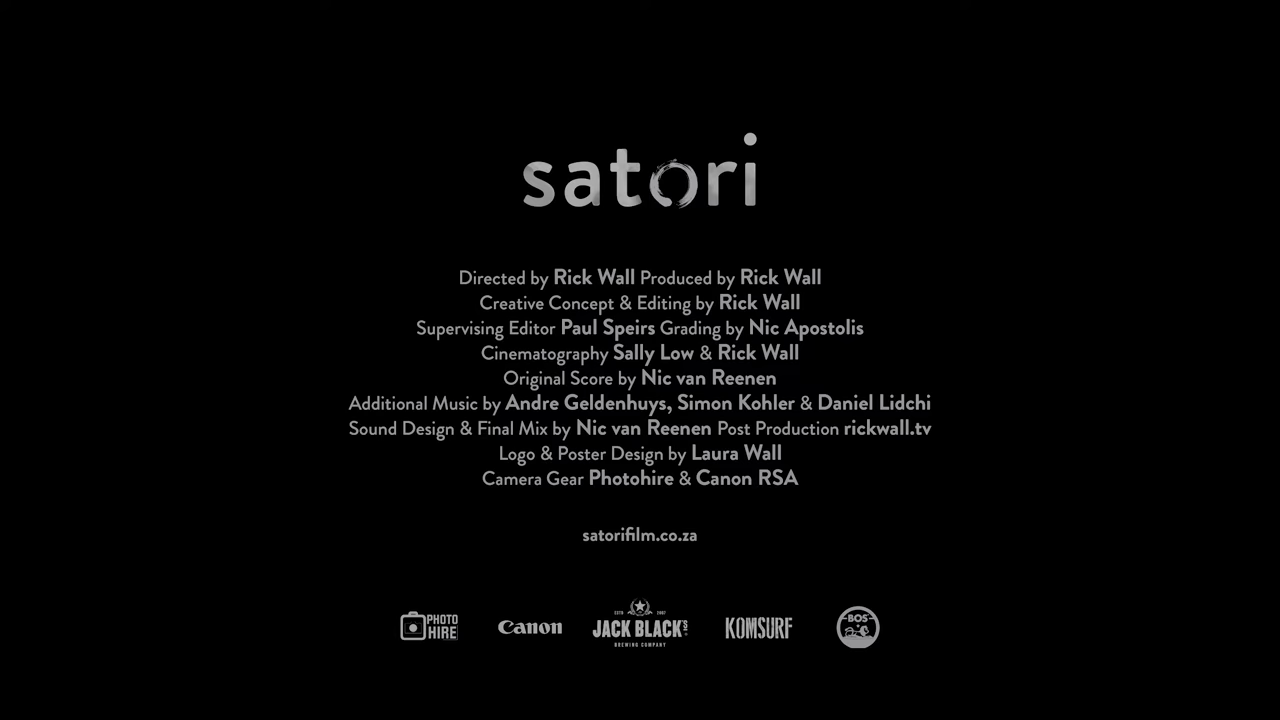 satori
Directed by Rick Wall Produced by Rick Wall
Creative Concept & Editing by Rick Wall
Supervising Editor Paul Speirs Grading by Nic Apostolis
Cinematography Sally Low & Rick Wall
Original Score by Nic van Reenen
Additional Music by Andre Geldenhuys, Simon Kohler & Daniel Lidchi
Sound Design & Final Mix by Nic van Reenen Post Production rickwall.tv
Logo & Poster Design by Laura Wall
Camera Gear Photohire & Canon RSA
satorifilm.co.za
PHOTO HIRE
Canon
ESTD 2007
JACK BLACK'S
BREWING COMPANY
KOMSURF
BOS